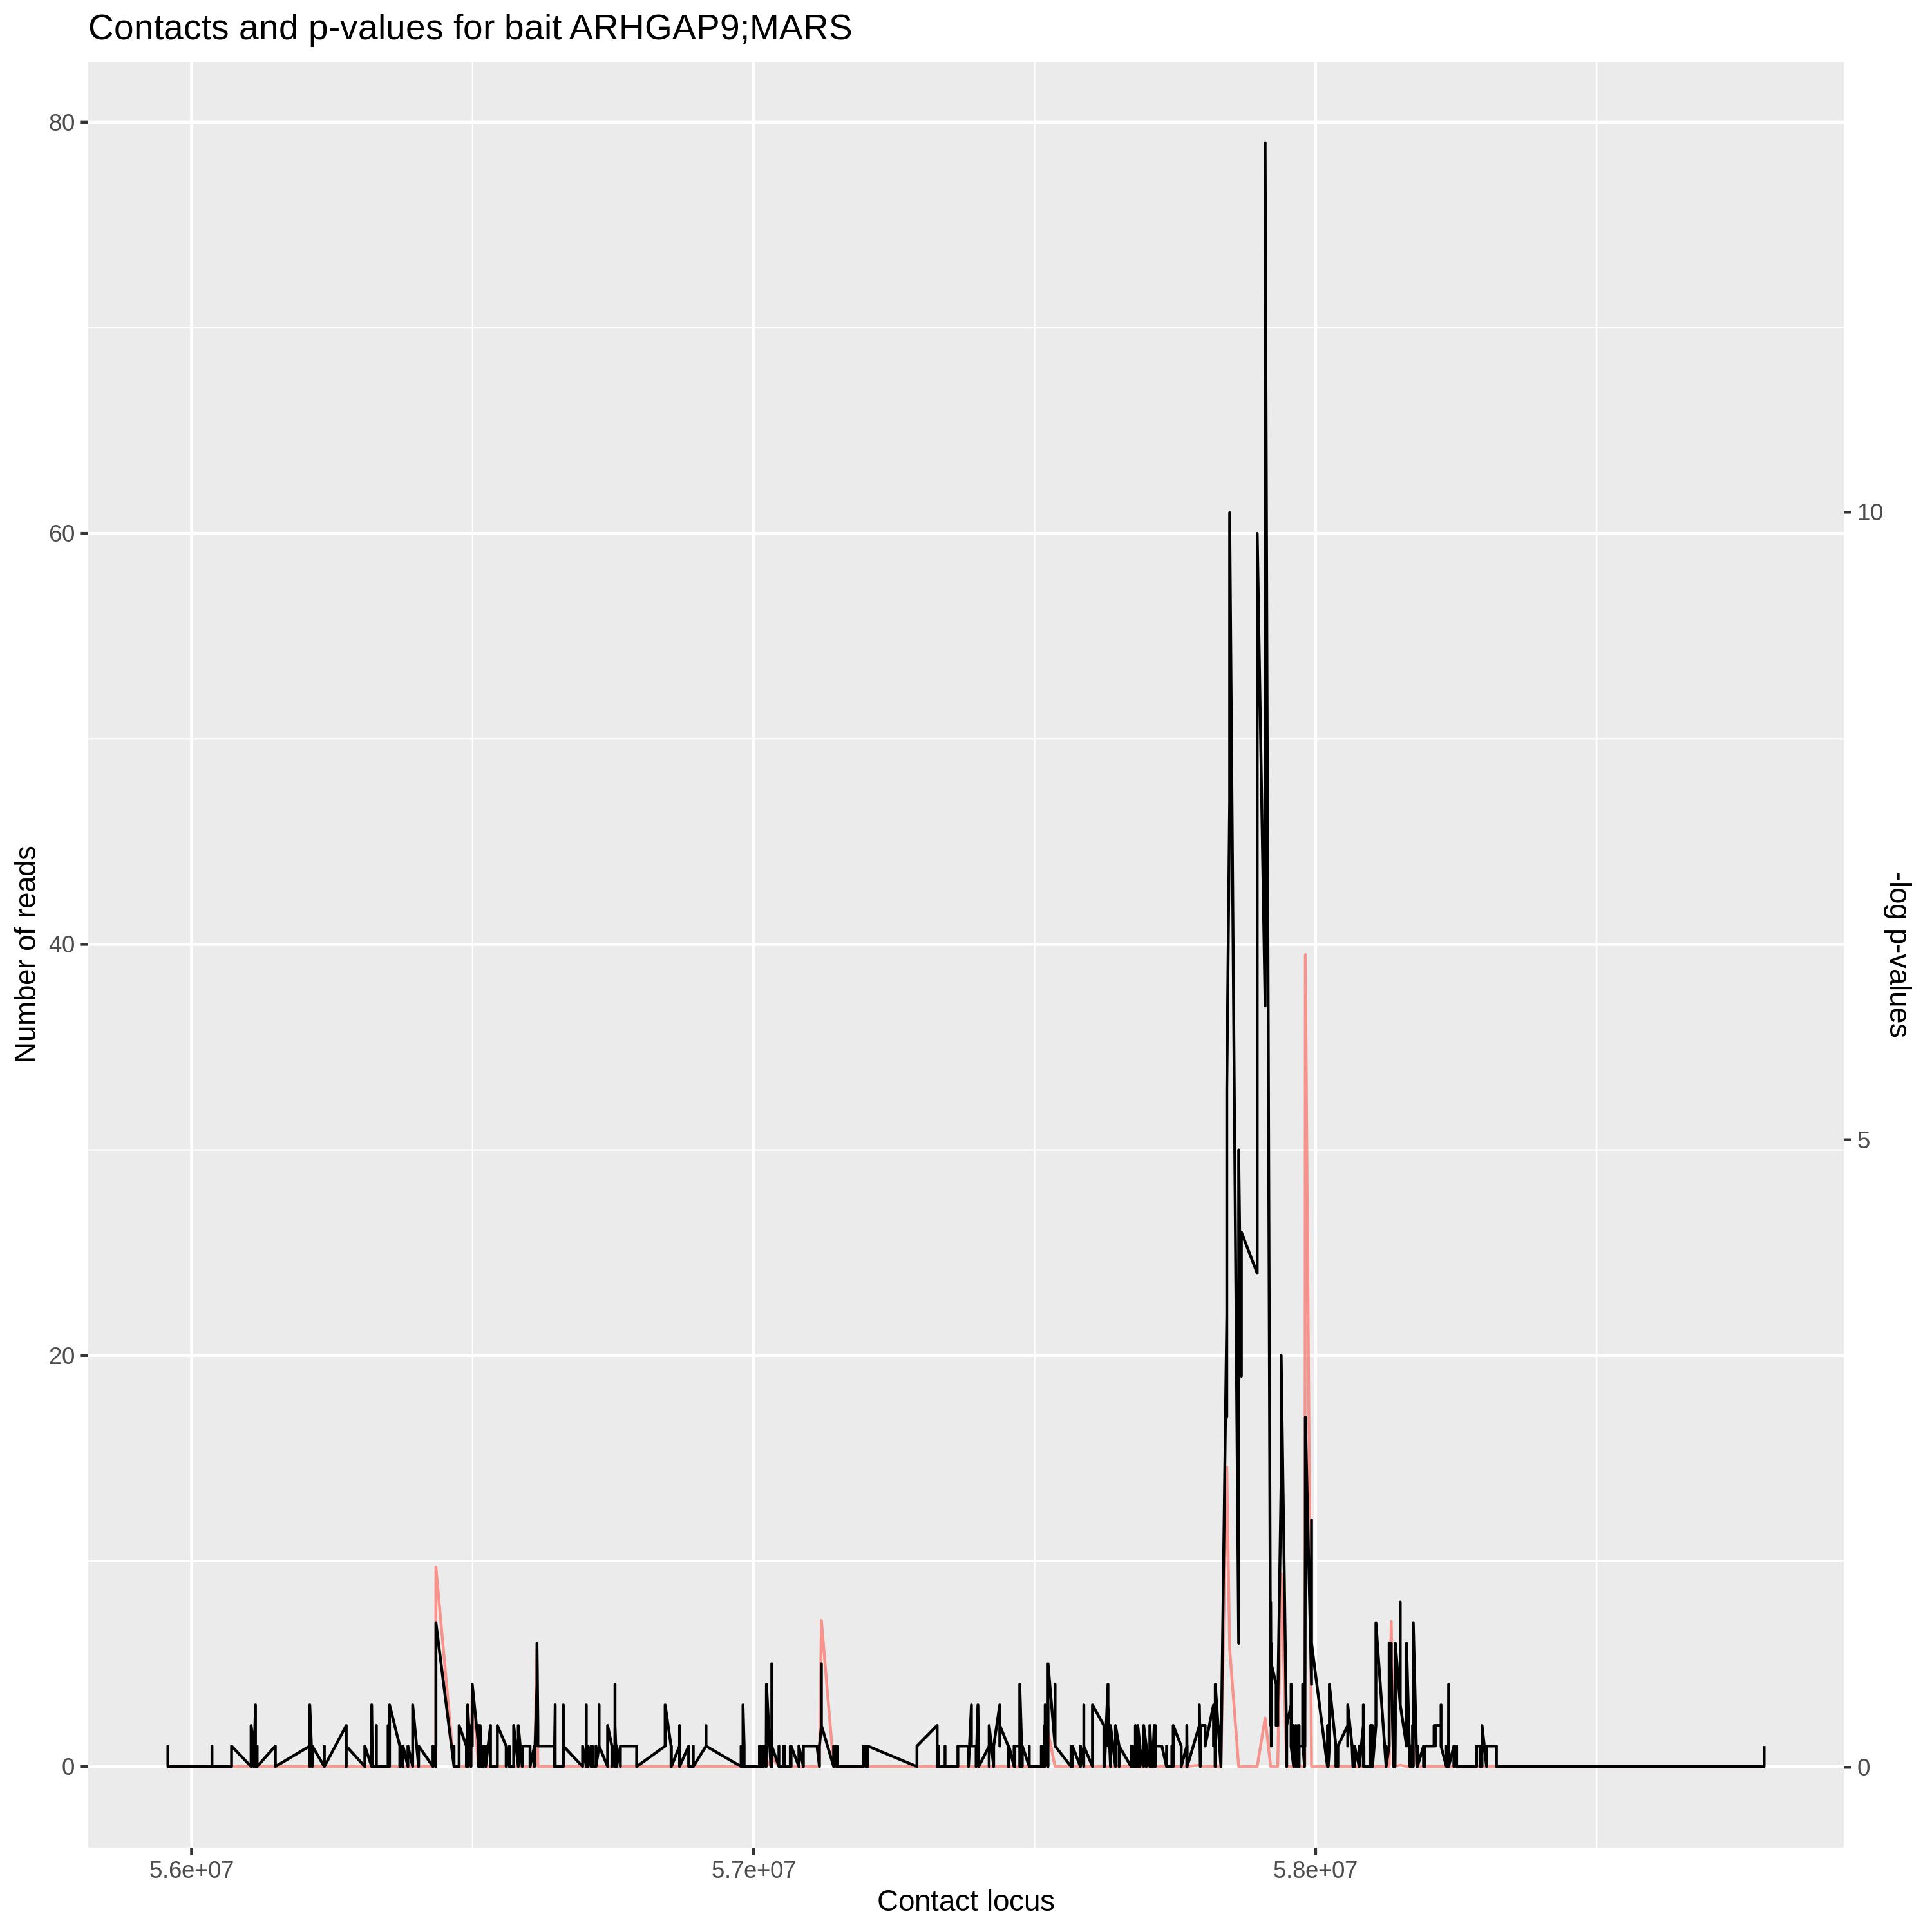 Contacts and p-values for bait ARHGAP9;MARS
80
60
40
20
0
Number of reads
10
5
0
-log p-values
5.6e+07
5.7e+07
5.8e+07
Contact locus